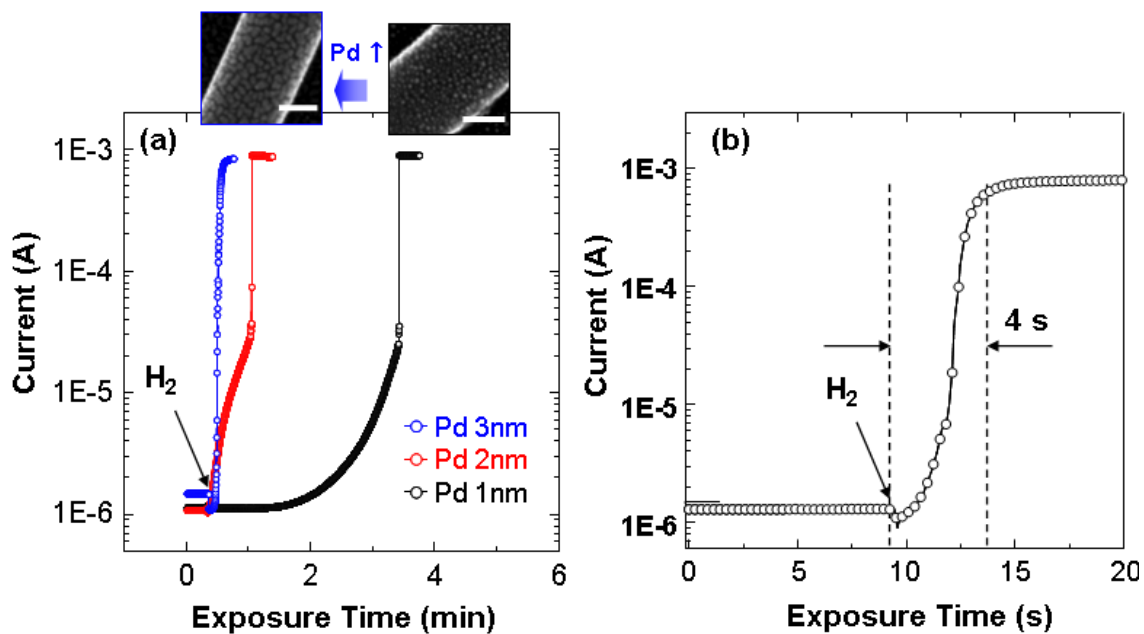 Pd ↑
(a)
1E-3
1E-4
1E-5
1E-6
Current (A)
H2
Pd 3nm
Pd 2nm
Pd 1nm
0
2
4
6
Exposure Time (min)
(b)
1E-3
1E-4
1E-5
1E-6
Current (A)
4 s
H2
0
5
10
15
20
Exposure Time (s)